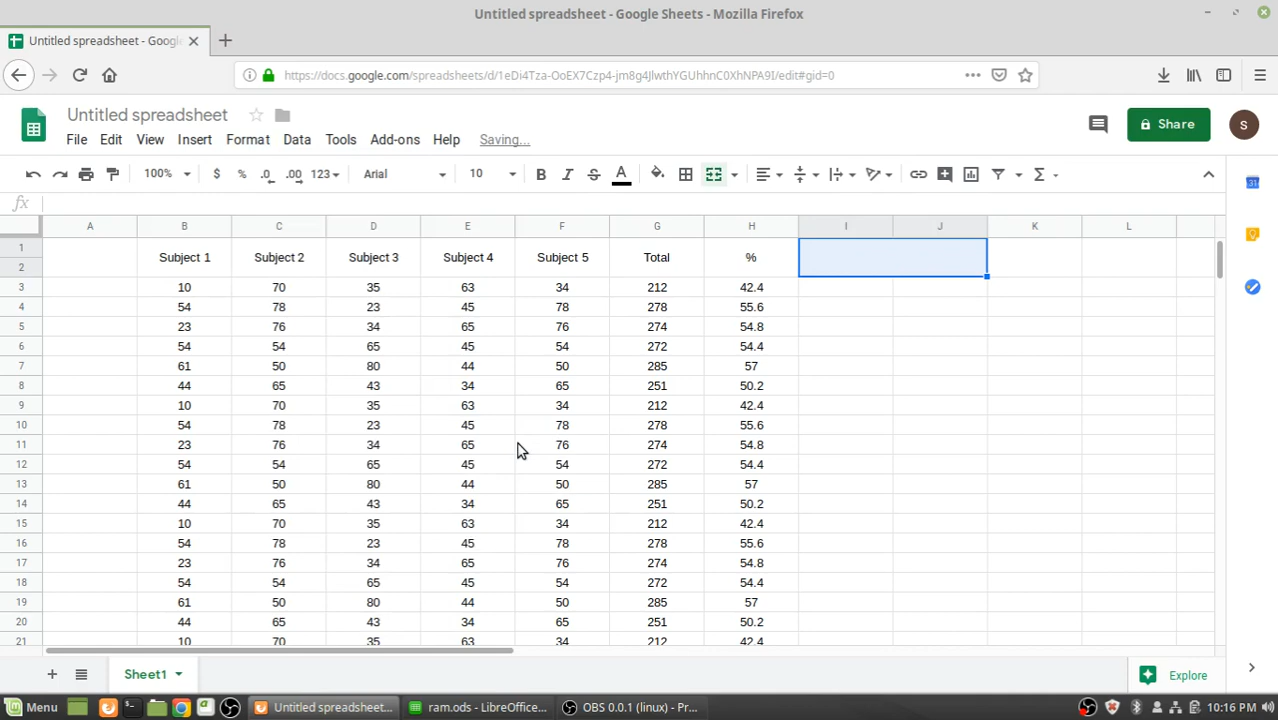 Untitled spreadsheet - Google Sheets - Mozilla Firefox
Untitled spreadsheet - Googl
https://docs.google.com/spreadsheets/d/1eDi4Tza-OoEX7Czp4-jm8g4JlwthYGUhhnC0XhNPA9I/edit#gid=0
Untitled spreadsheet
File Edit View Insert Format Data Tools Add-ons Help Saving...
Share
S
100% $ % .0 .00 123 Arial 10 B I S A Σ
fx
A B C D E F G H I J K L
1 Subject 1 Subject 2 Subject 3 Subject 4 Subject 5 Total %
2
3 10 70 35 63 34 212 42.4
4 54 78 23 45 78 278 55.6
5 23 76 34 65 76 274 54.8
6 54 54 65 45 54 272 54.4
7 61 50 80 44 50 285 57
8 44 65 43 34 65 251 50.2
9 10 70 35 63 34 212 42.4
10 54 78 23 45 78 278 55.6
11 23 76 34 65 76 274 54.8
12 54 54 65 45 54 272 54.4
13 61 50 80 44 50 285 57
14 44 65 43 34 65 251 50.2
15 10 70 35 63 34 212 42.4
16 54 78 23 45 78 278 55.6
17 23 76 34 65 76 274 54.8
18 54 54 65 45 54 272 54.4
19 61 50 80 44 50 285 57
20 44 65 43 34 65 251 50.2
21 10 70 35 63 34 212 42.4
Sheet1
Explore
Menu Untitled spreadsheet... ram.ods - LibreOffice... OBS 0.0.1 (linux) - Pr... 10:16 PM